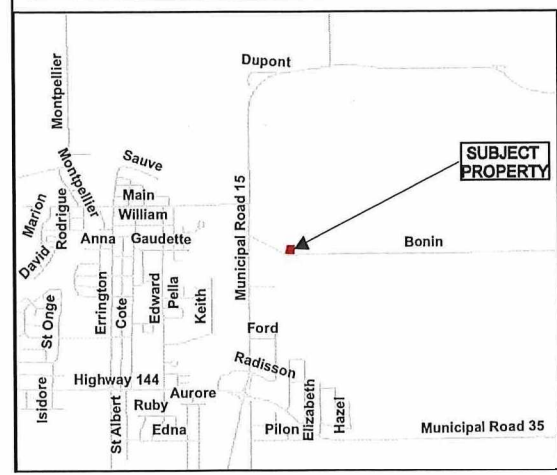 Dupont
Montpellier
Sauve
SUBJECT
PROPERTY
Montpellier
Main
William
Marion
Rodrigue
Municipal Road 15
Anna
Gaudette
Bonin
David
St Onge
Errington
Cote
Edward
Pella
Keith
Ford
Radisson
Highway 144
Aurore
Isidore
St Albert
Ruby
Elizabeth
Hazel
Edna
Pilon
Municipal Road 35